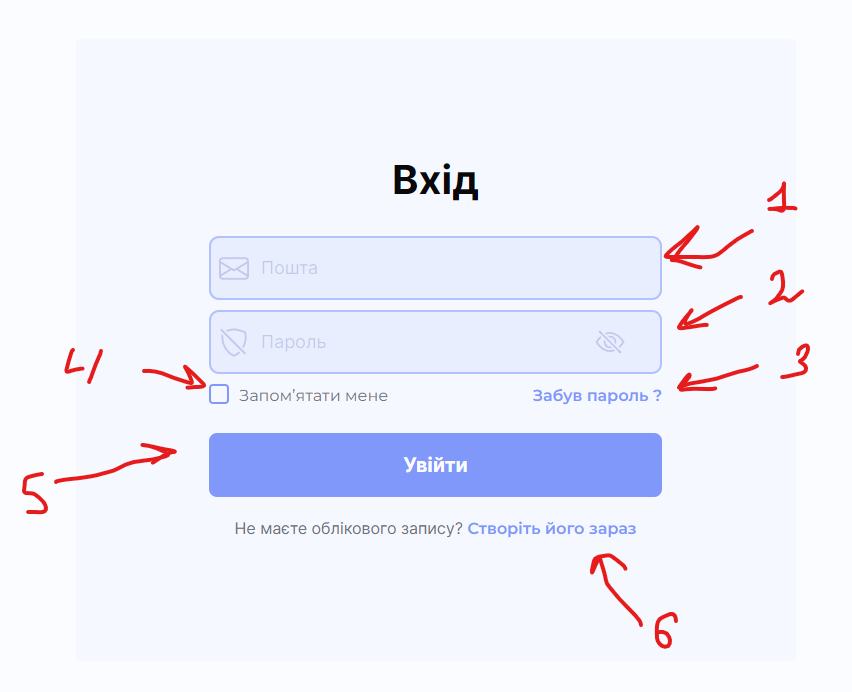 Вхід
1
Пошта
2
Пароль
3
4
Запом’ятати мене
Забув пароль ?
5
Увійти
Не маєте облікового запису? Створіть його зараз
6